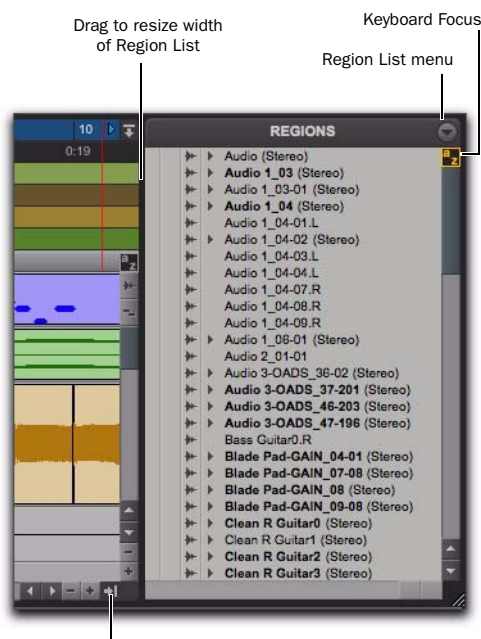 Drag to resize width
of Region List
Keyboard Focus
Region List menu
10
REGIONS
0:19
a z
a z
Audio (Stereo)
Audio 1_03 (Stereo)
Audio 1_03-01 (Stereo)
Audio 1_04 (Stereo)
Audio 1_04-01.L
Audio 1_04-02 (Stereo)
Audio 1_04-03.L
Audio 1_04-04.L
Audio 1_04-07.R
Audio 1_04-08.R
Audio 1_04-09.R
Audio 1_06-01 (Stereo)
Audio 2_01-01
Audio 3-OADS_36-02 (Stereo)
Audio 3-OADS_37-201 (Stereo)
Audio 3-OADS_46-203 (Stereo)
Audio 3-OADS_47-196 (Stereo)
Bass Guitar0.R
Blade Pad-GAIN_04-01 (Stereo)
Blade Pad-GAIN_07-08 (Stereo)
Blade Pad-GAIN_08 (Stereo)
Blade Pad-GAIN_09-08 (Stereo)
Clean R Guitar0 (Stereo)
Clean R Guitar1 (Stereo)
Clean R Guitar2 (Stereo)
Clean R Guitar3 (Stereo)